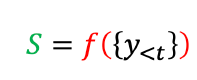 S = f({y<t})